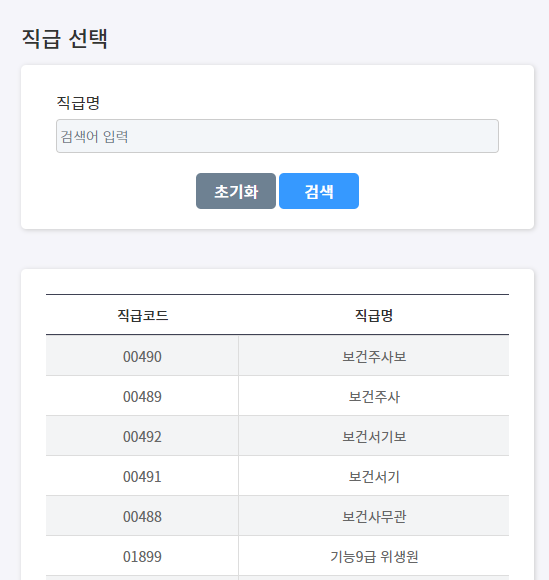 직급 선택
직급명
검색어 입력
초기화 검색
직급코드 직급명
00490 보건주사보
00489 보건주사
00492 보건서기보
00491 보건서기
00488 보건사무관
01899 기능9급 위생원